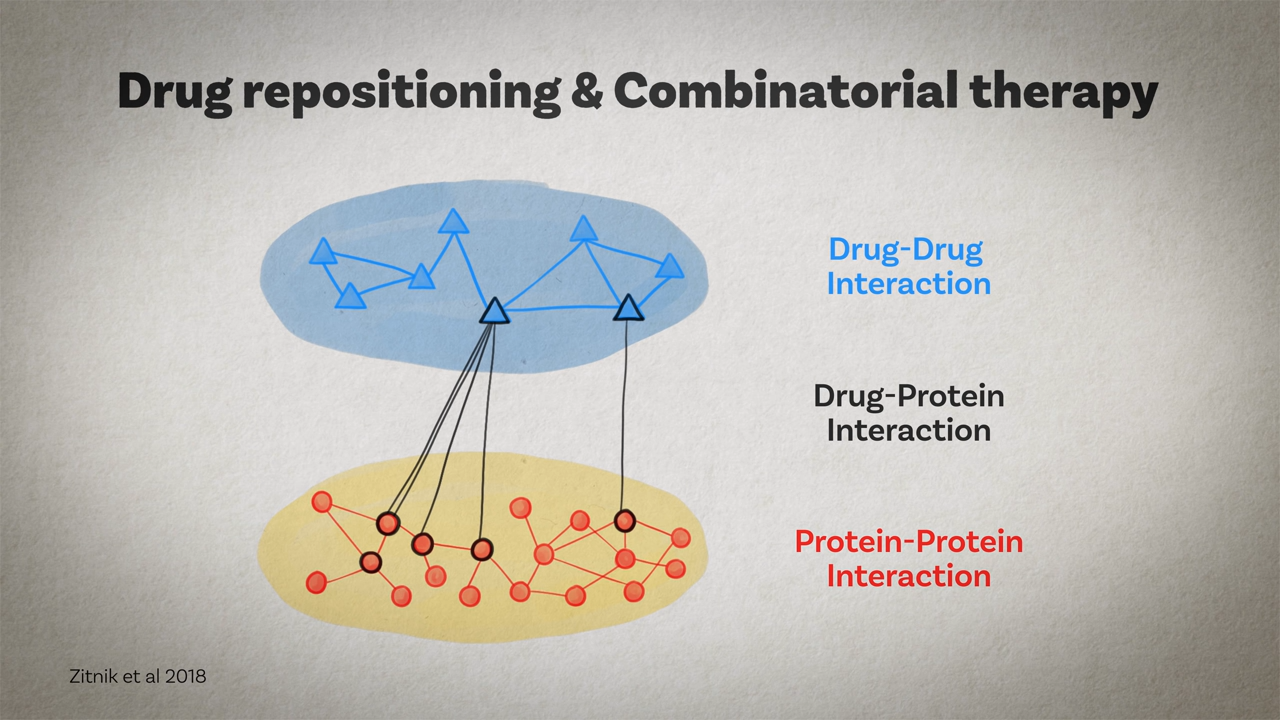 Drug repositioning & Combinatorial therapy
Drug-Drug
Interaction
Drug-Protein
Interaction
Protein-Protein
Interaction
Zitnik et al 2018